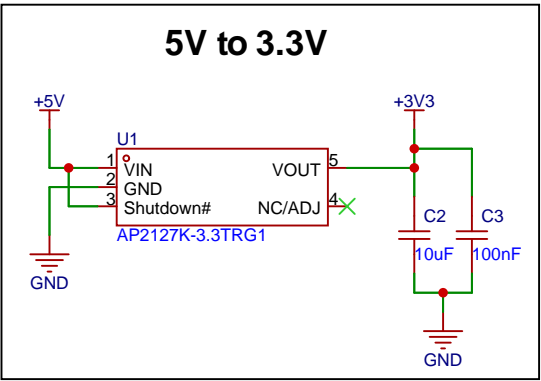 5V to 3.3V
+5V
+3V3
U1
1 VIN VOUT 5
2 GND
3 Shutdown# NC/ADJ 4
AP2127K-3.3TRG1
C2 C3
10uF 100nF
GND
GND